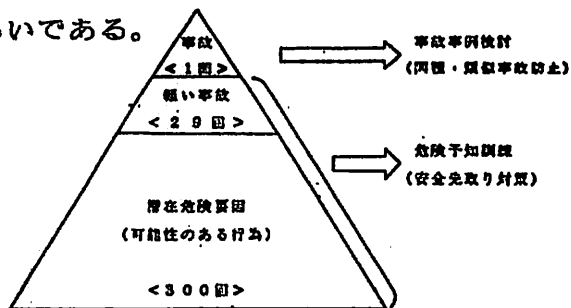 いである。
事故
<1回>
軽い事故
<29回>
潜在危険要因
(可能性のある行為)
<300回>
事故事例検討
(同種・類似事故防止)
危険予知訓練
(安全先取り対策)